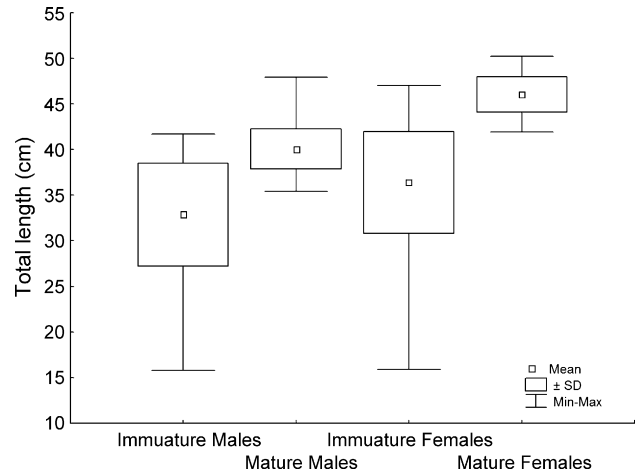 55
50
45
40
35
30
25
20
15
10
Total length (cm)
Mean
± SD
Min-Max
Immuature Males
Mature Males
Immuature Females
Mature Females